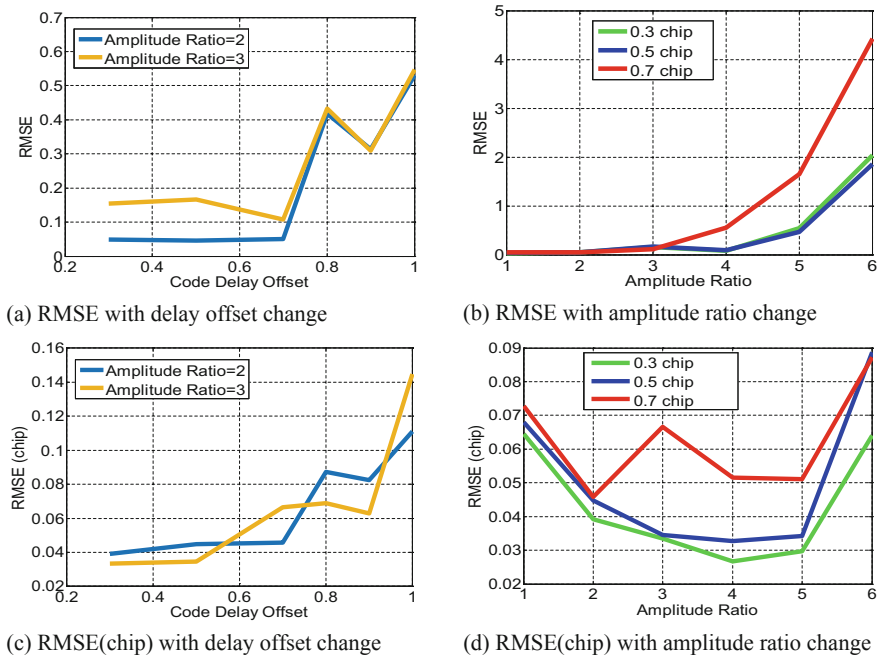 0.7
0.6
0.5
0.4
0.3
0.2
0.1
0
RMSE
Amplitude Ratio=2
Amplitude Ratio=3
0.2 0.4 0.6 0.8 1
Code Delay Offset
(a) RMSE with delay offset change
5
4
3
2
1
0
RMSE
0.3 chip
0.5 chip
0.7 chip
1 2 3 4 5 6
Amplitude Ratio
(b) RMSE with amplitude ratio change
0.16
0.14
0.12
0.1
0.08
0.06
0.04
0.02
RMSE (chip)
Amplitude Ratio=2
Amplitude Ratio=3
0.2 0.4 0.6 0.8 1
Code Delay Offset
(c) RMSE(chip) with delay offset change
0.09
0.08
0.07
0.06
0.05
0.04
0.03
0.02
RMSE (chip)
0.3 chip
0.5 chip
0.7 chip
1 2 3 4 5 6
Amplitude Ratio
(d) RMSE(chip) with amplitude ratio change